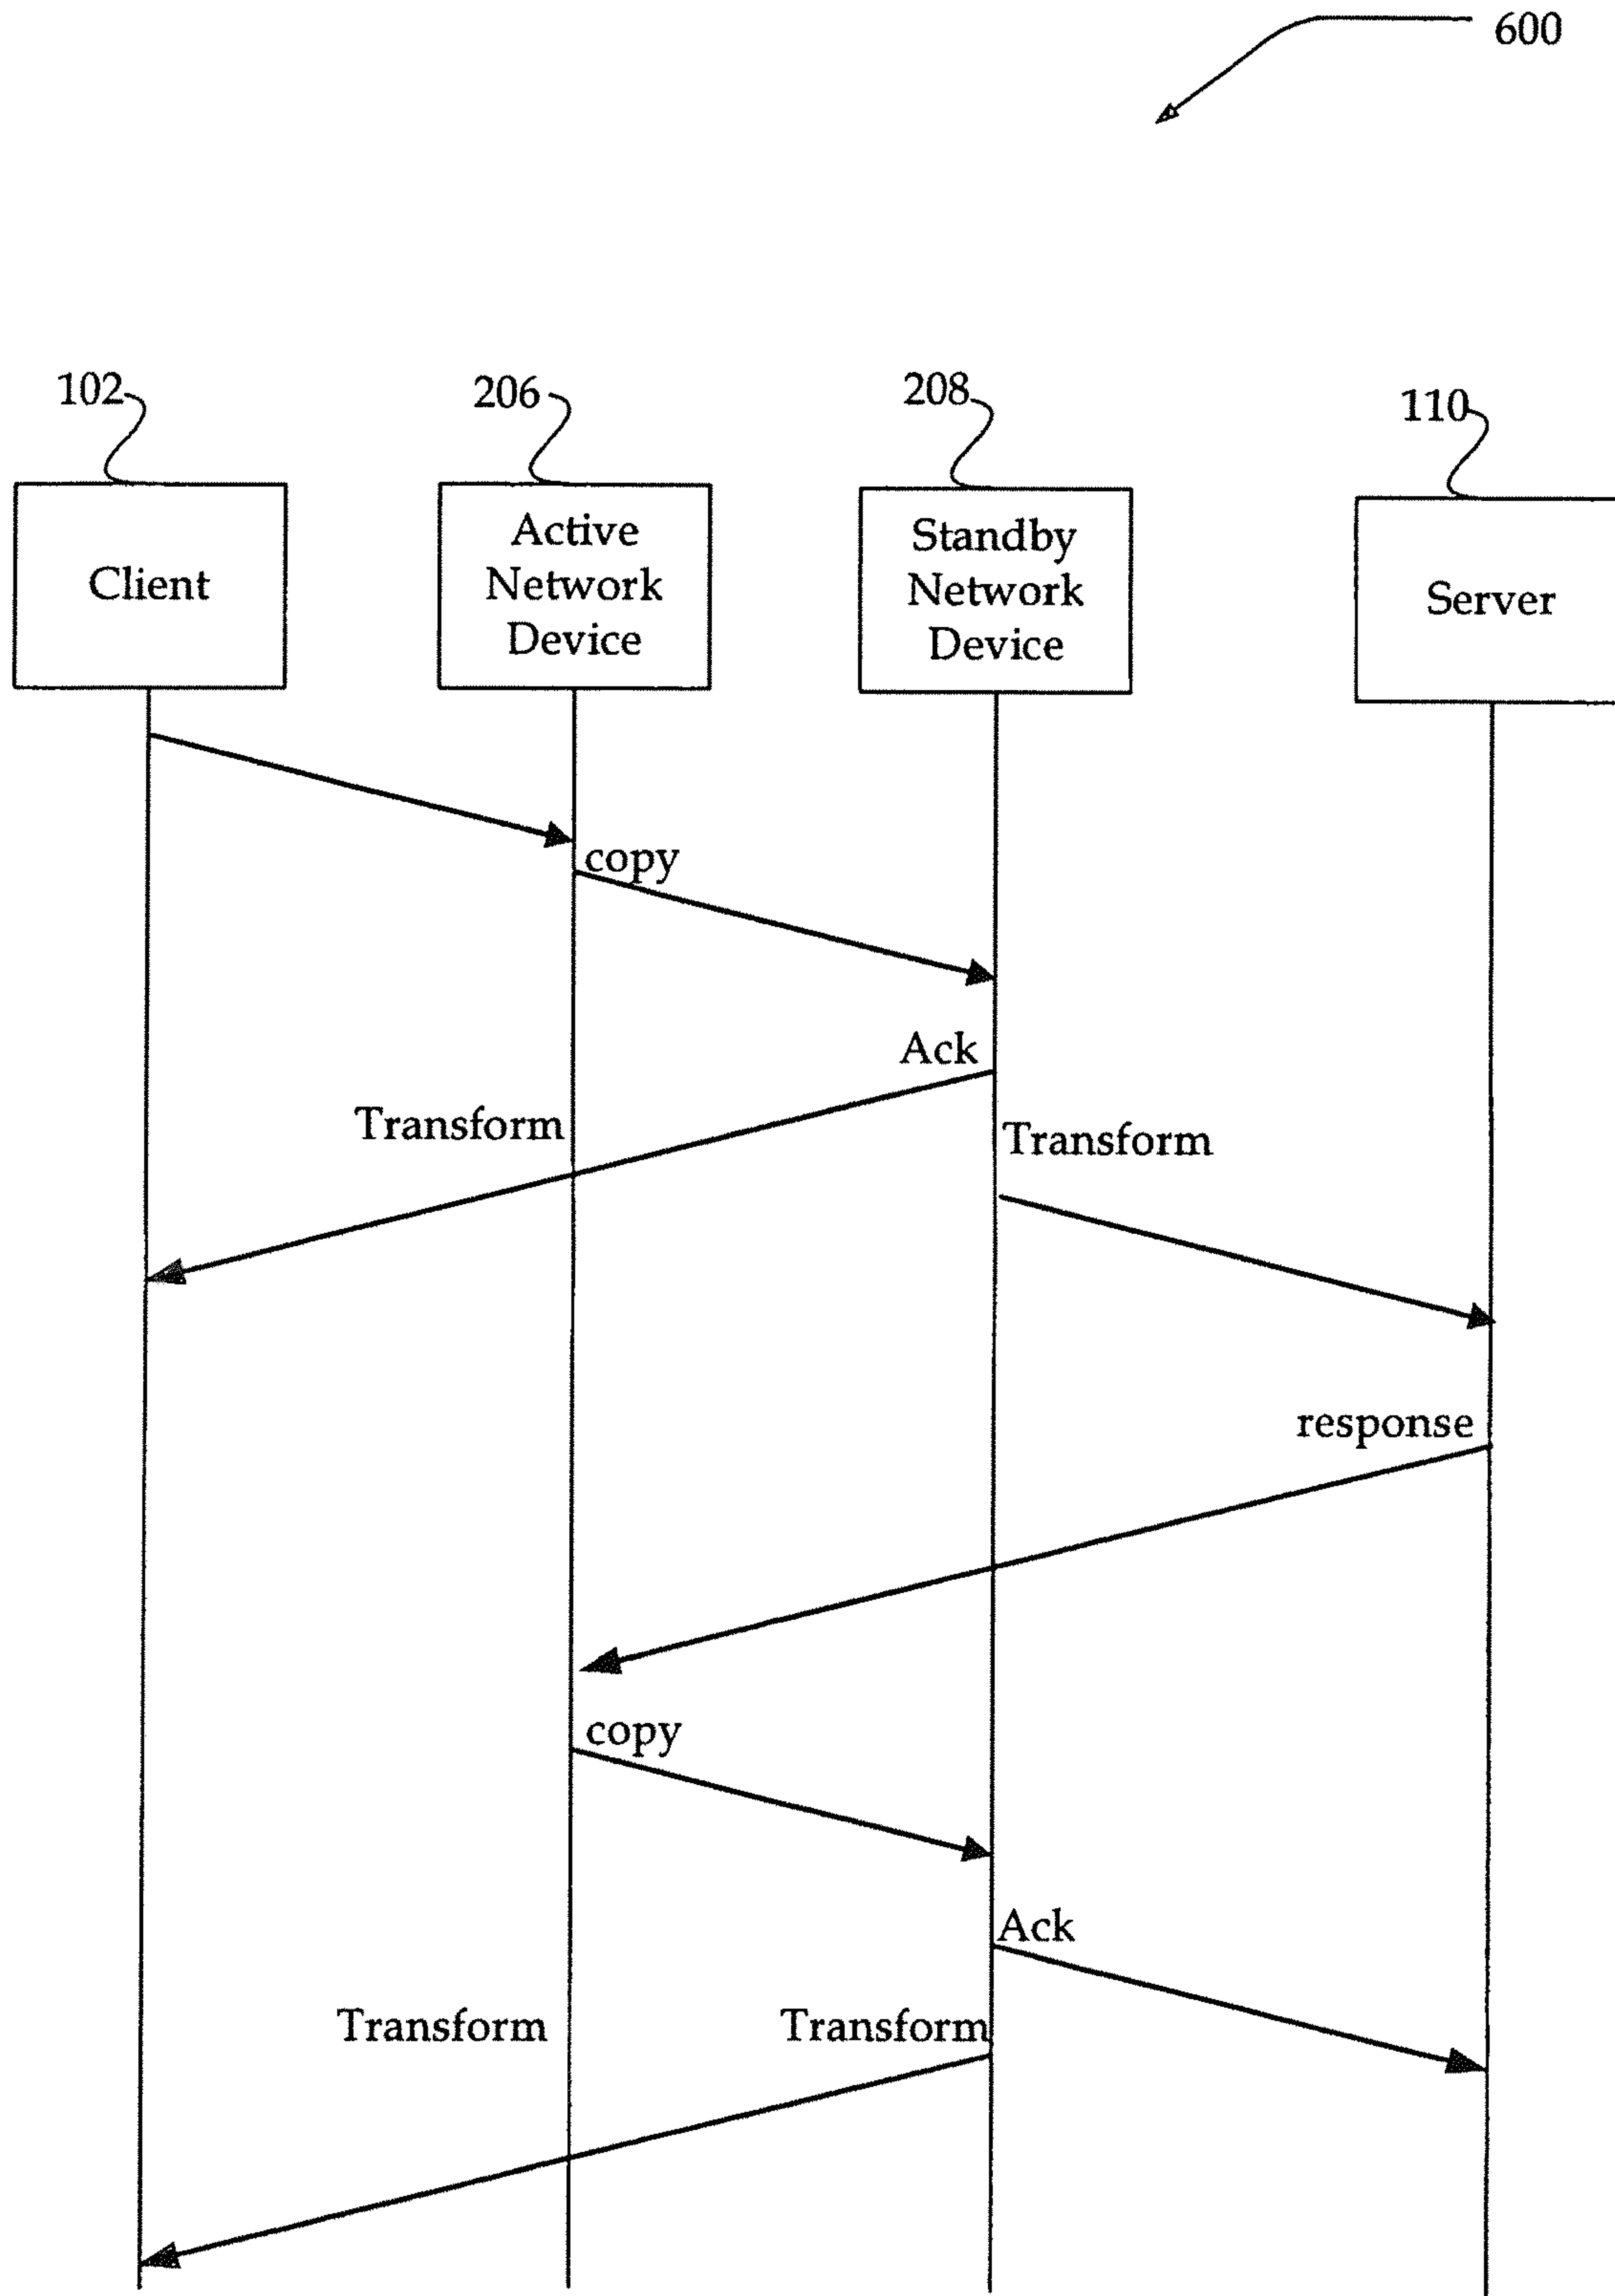 600
102
206
208
110
Client
Active
Network
Device
Standby
Network
Device
Server
copy
Ack
Transform
Transform
response
copy
Ack
Transform
Transform